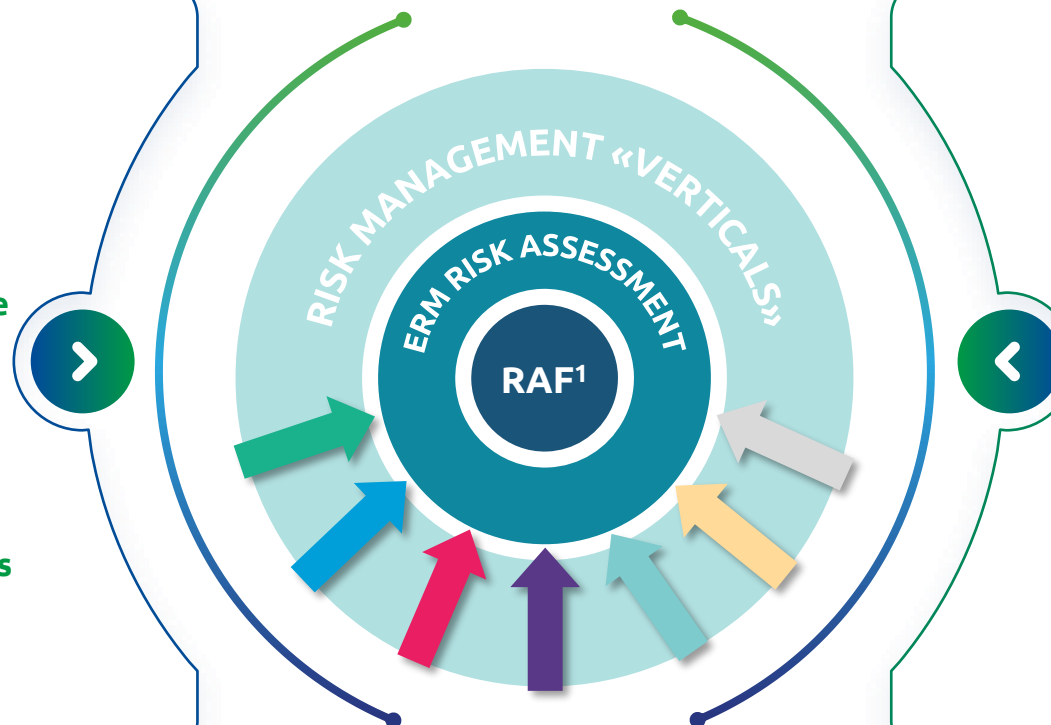 RISK MANAGEMENT «VERTICALS»
ERM RISK ASSESSMENT
RAF¹
e
s